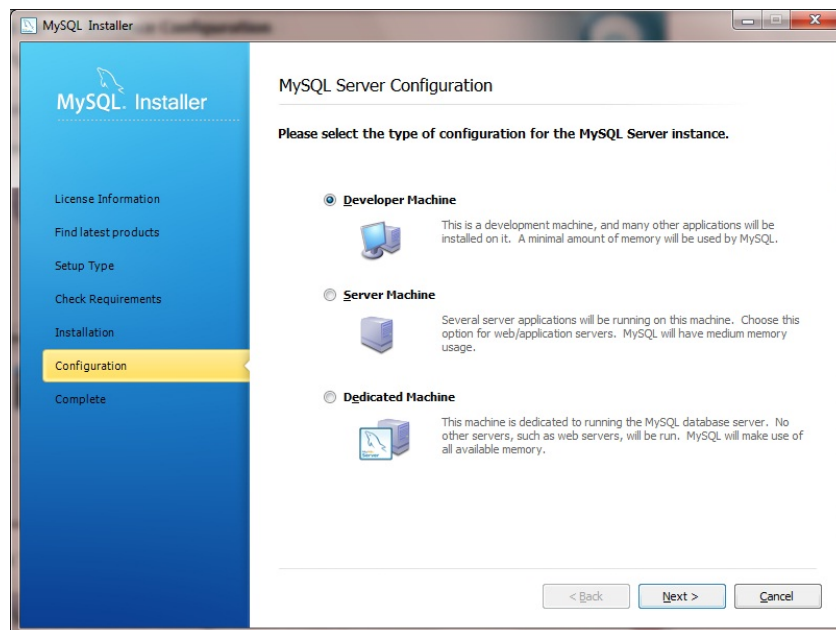 MySQL Installer
MySQL. Installer
License Information
Find latest products
Setup Type
Check Requirements
Installation
Configuration
Complete
MySQL Server Configuration
Please select the type of configuration for the MySQL Server instance.
Developer Machine
This is a development machine, and many other applications will be
installed on it. A minimal amount of memory will be used by MySQL.
Server Machine
Several server applications will be running on this machine. Choose this
option for web/application servers. MySQL will have medium memory
usage.
Dedicated Machine
This machine is dedicated to running the MySQL database server. No
other servers, such as web servers, will be run. MySQL will make use of
all available memory.
< Back
Next >
Cancel